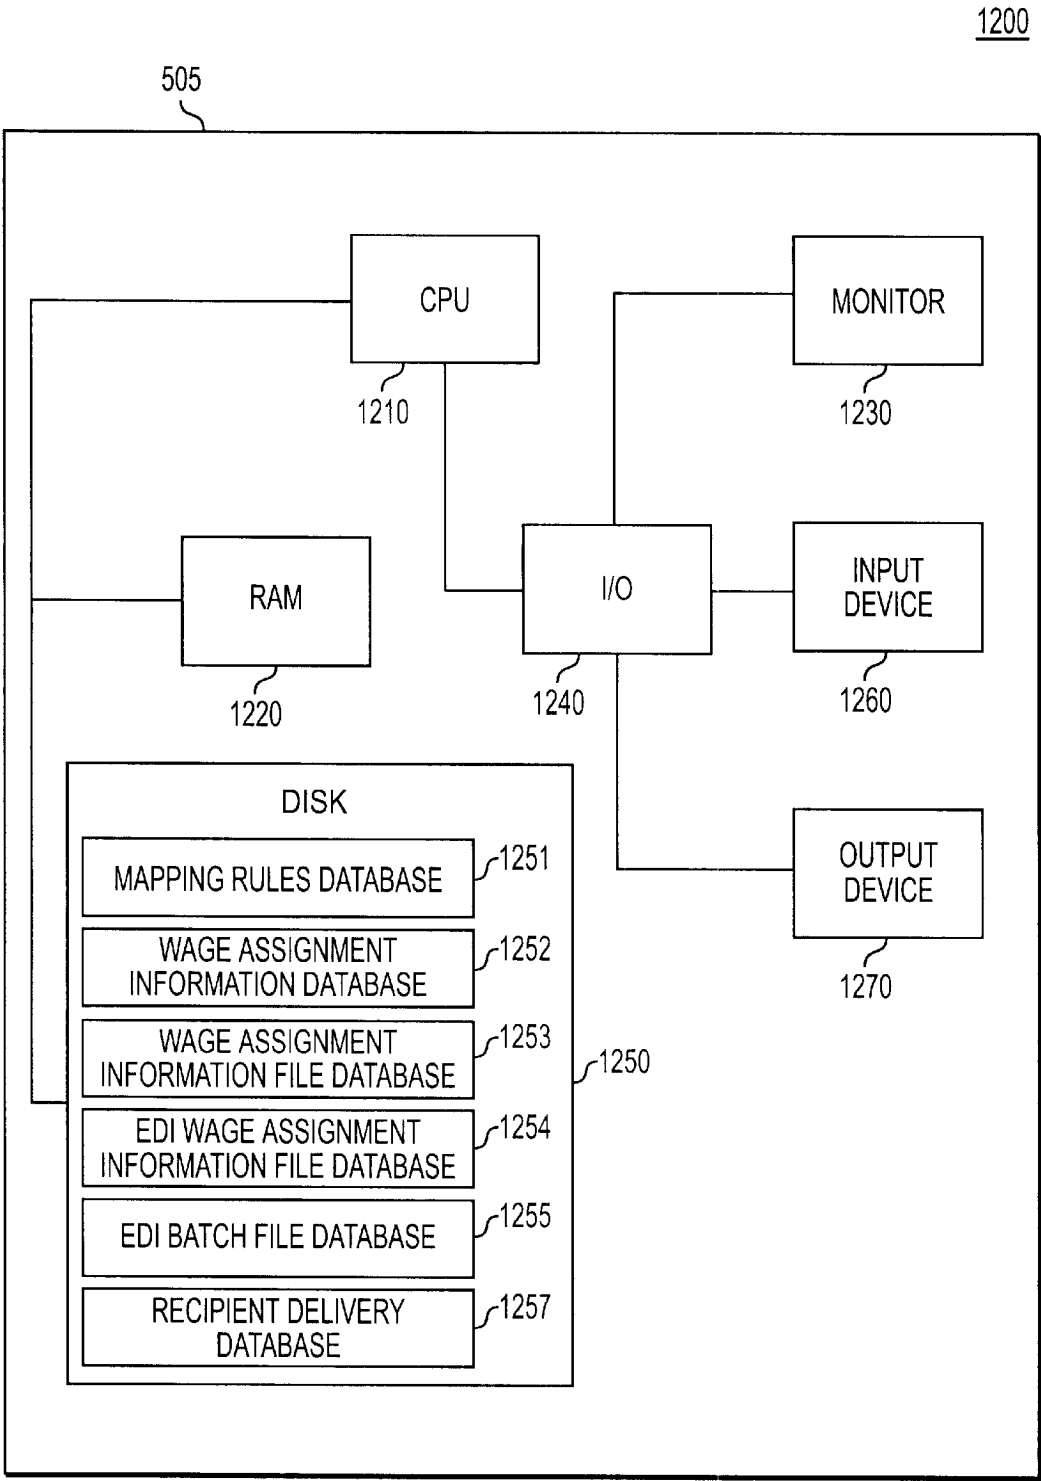 1200
505
CPU
1210
MONITOR
1230
RAM
1220
I/O
1240
INPUT
DEVICE
1260
OUTPUT
DEVICE
1270
DISK
MAPPING RULES DATABASE
1251
WAGE ASSIGNMENT
INFORMATION DATABASE
1252
WAGE ASSIGNMENT
INFORMATION FILE DATABASE
1253
1250
EDI WAGE ASSIGNMENT
INFORMATION FILE DATABASE
1254
EDI BATCH FILE DATABASE
1255
RECIPIENT DELIVERY
DATABASE
1257